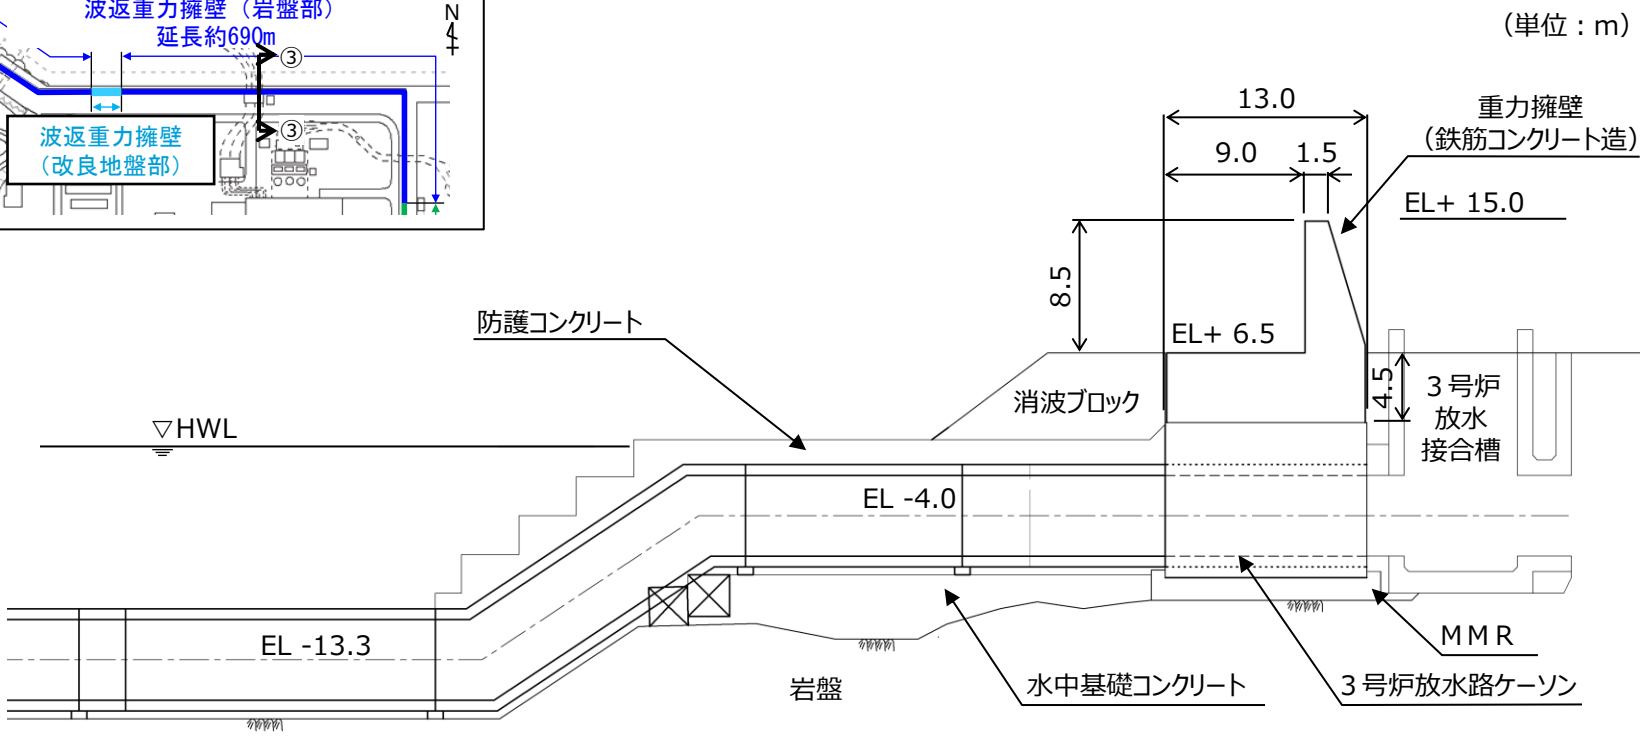 波返重力擁壁（岩盤部）
延長約690m
N
③
③
波返重力擁壁
（改良地盤部）
（単位：m）
13.0
9.0
1.5
重力擁壁
（鉄筋コンクリート造）
EL+ 15.0
8.5
EL+ 6.5
4.5
防護コンクリート
消波ブロック
3号炉
放水
接合槽
▽HWL
EL -4.0
EL -13.3
MMR
岩盤
水中基礎コンクリート
3号炉放水路ケーソン